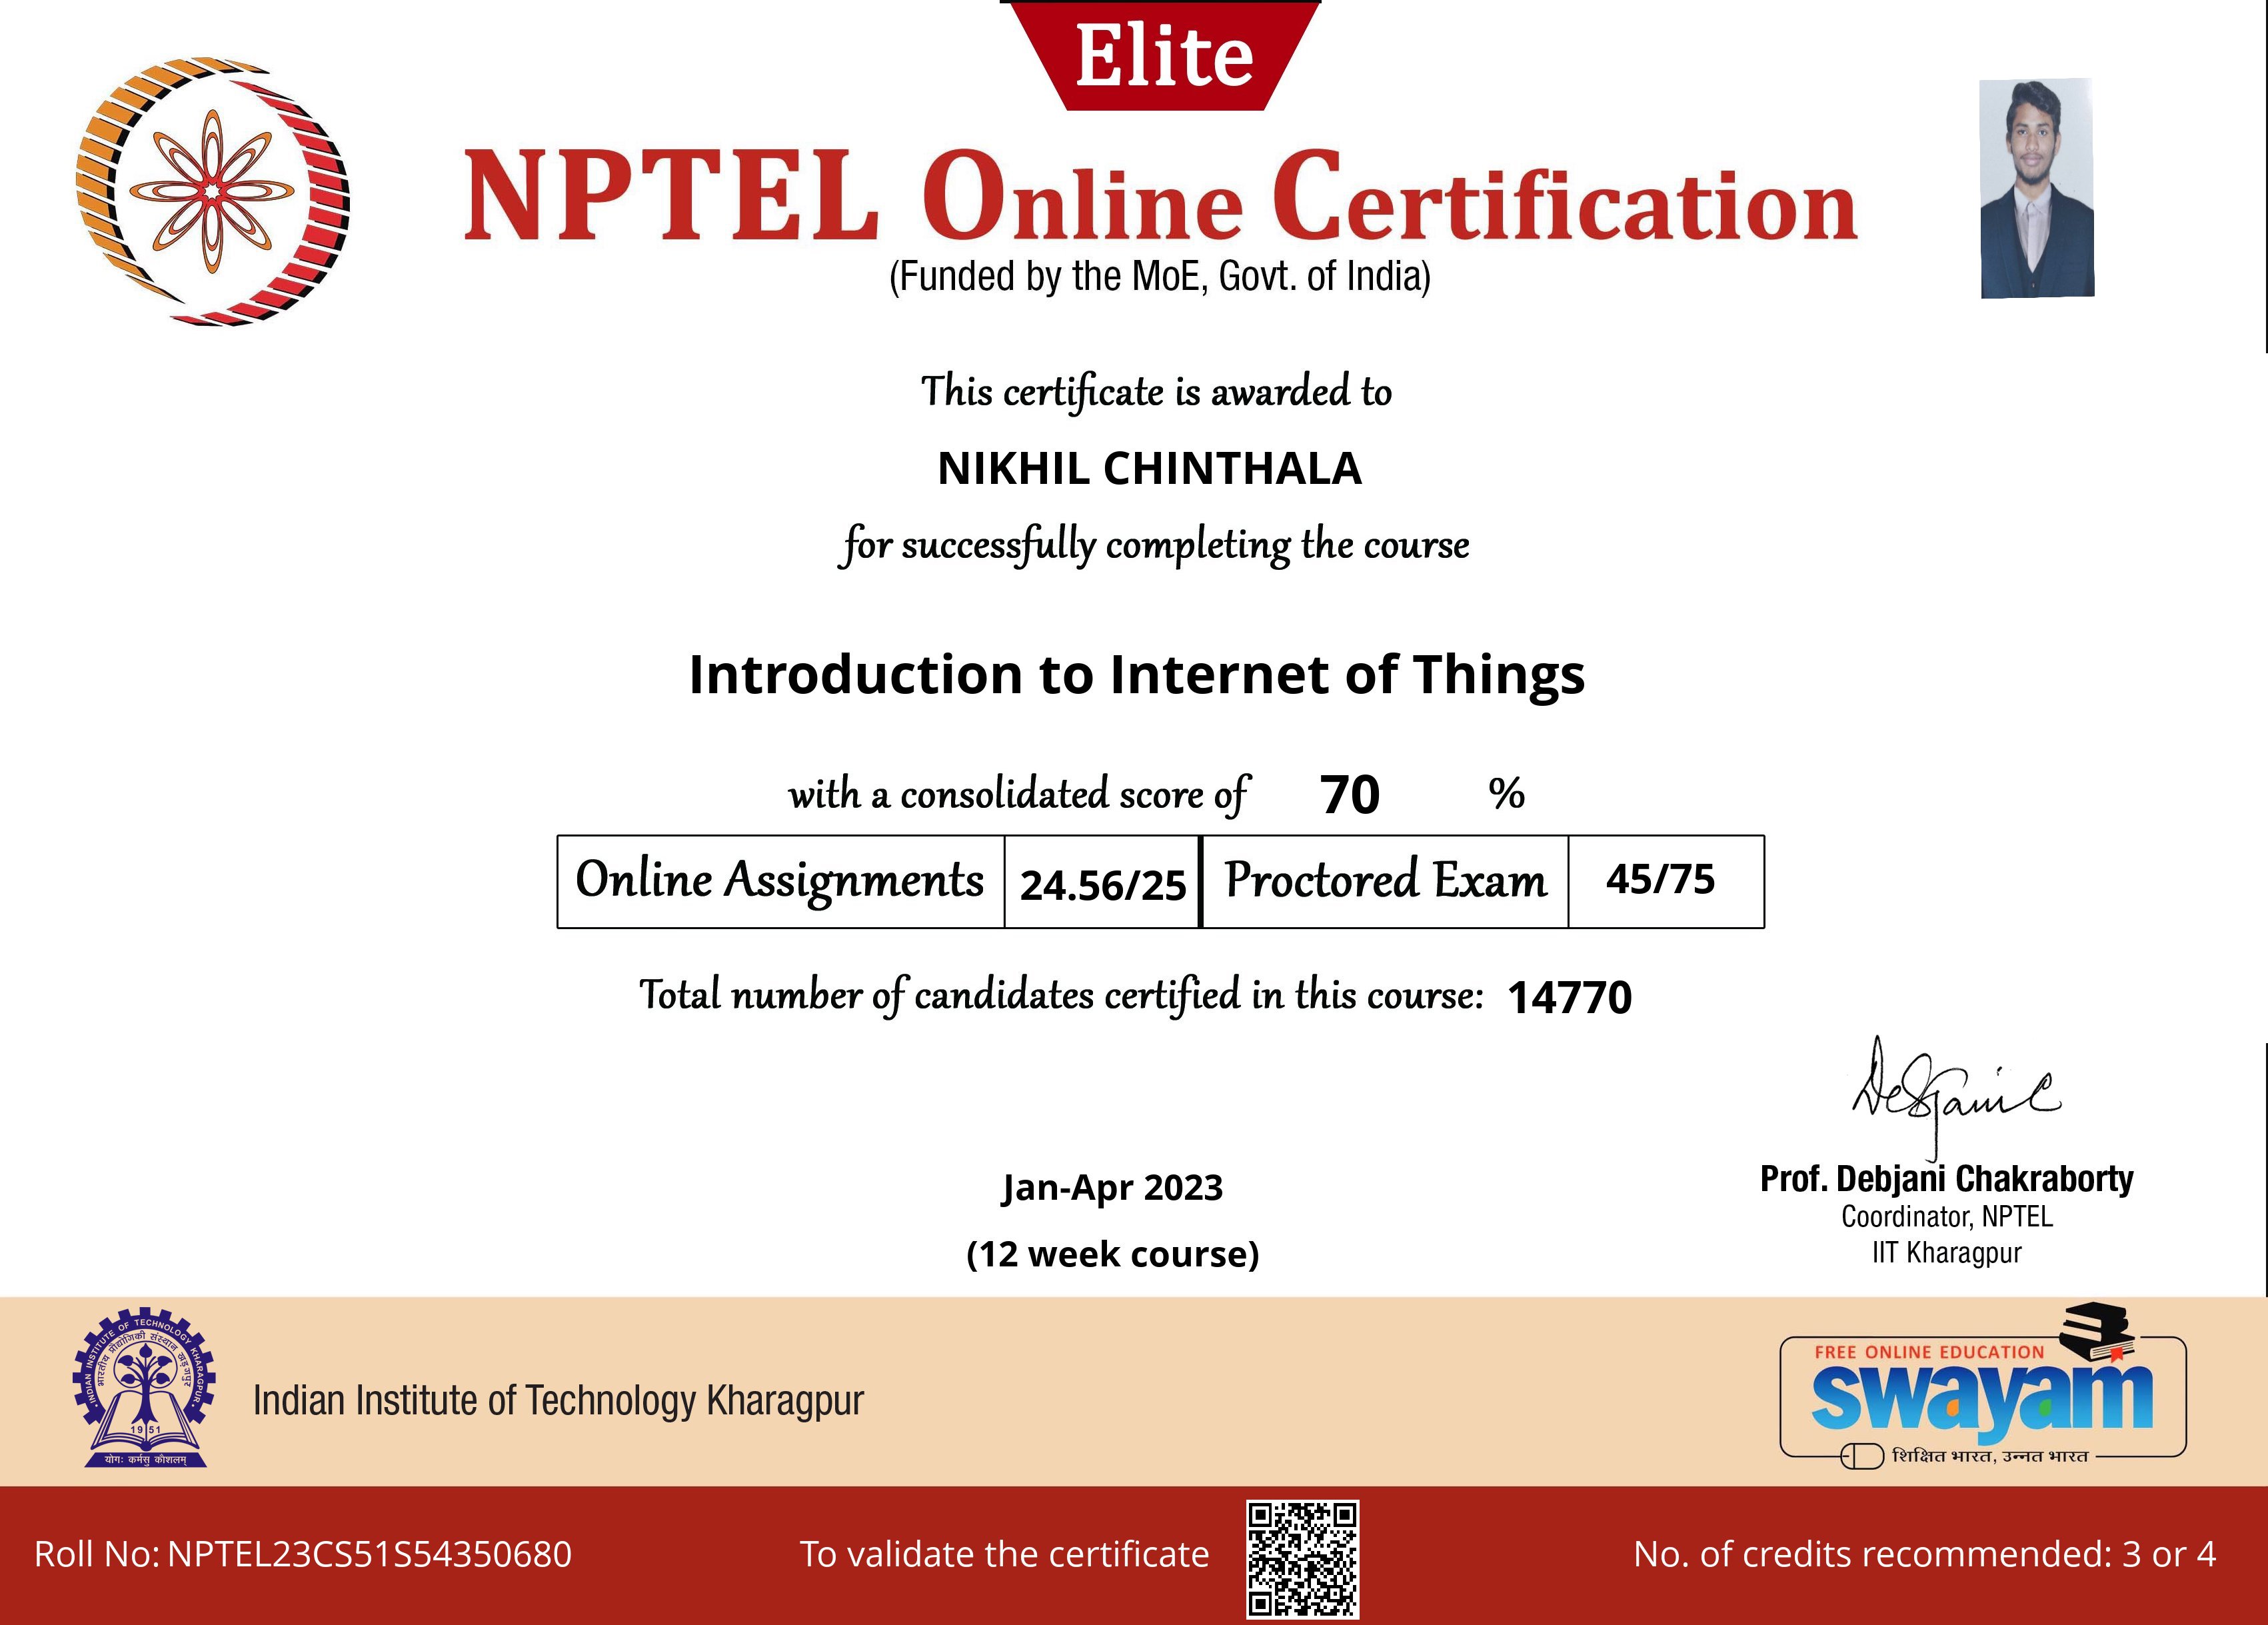 Elite
NPTEL Online Certification
(Funded by the MoE, Govt. of India)
This certificate is awarded to
NIKHIL CHINTHALA
for successfully completing the course
Introduction to Internet of Things
with a consolidated score of 70 %
Online Assignments 24.56/25 Proctored Exam 45/75
Total number of candidates certified in this course: 14770
Debjani C
Prof. Debjani Chakraborty
Coordinator, NPTEL
IIT Kharagpur
Jan-Apr 2023
(12 week course)
INDIAN INSTITUTE OF TECHNOLOGY KHARAGPUR
भारतीय प्रौद्योगिकी संस्थान खड़गपुर
1951
योगः कर्मसु कौशलम्
Indian Institute of Technology Kharagpur
FREE ONLINE EDUCATION
swayam
शिक्षित भारत, उन्नत भारत
Roll No: NPTEL23CS51S54350680
To validate the certificate
No. of credits recommended: 3 or 4